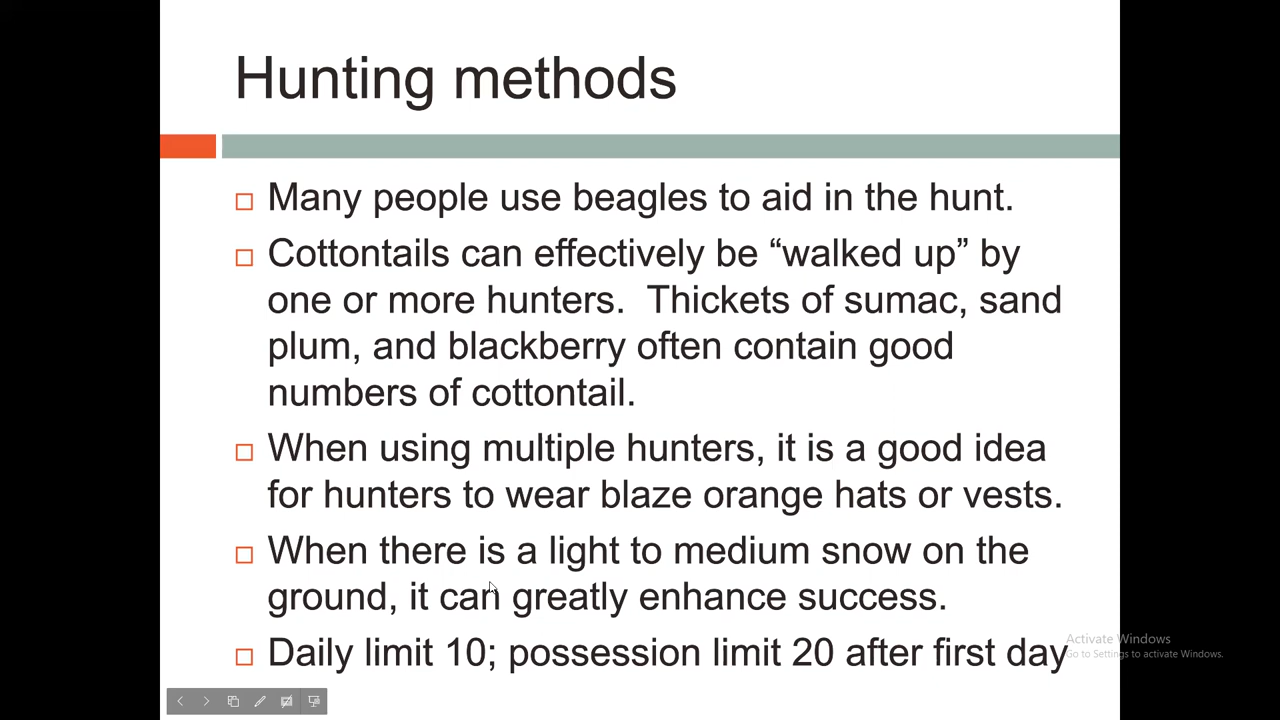 Hunting methods
Many people use beagles to aid in the hunt.
Cottontails can effectively be “walked up” by
one or more hunters.  Thickets of sumac, sand
plum, and blackberry often contain good
numbers of cottontail.
When using multiple hunters, it is a good idea
for hunters to wear blaze orange hats or vests.
When there is a light to medium snow on the
ground, it can greatly enhance success.
Daily limit 10; possession limit 20 after first day
Activate Windows
Go to Settings to activate Windows.